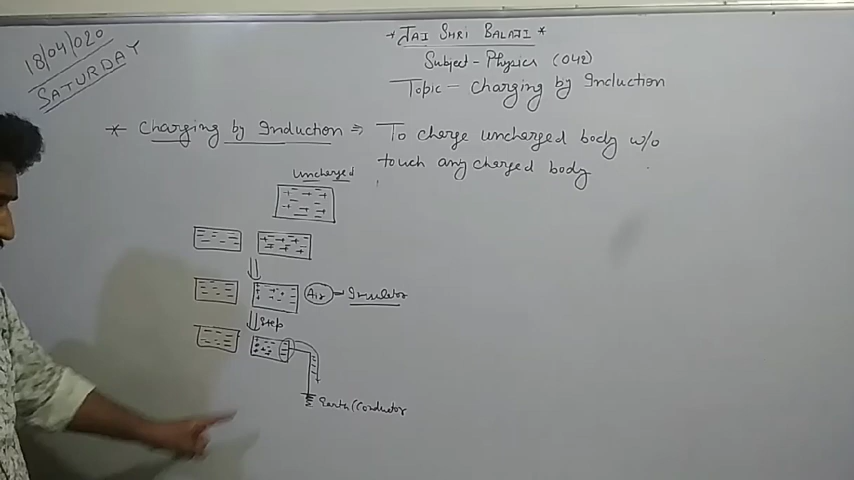 18/04/020
SATURDAY
* JAI SHRI BALAJI *
Subject - Physics (042)
Topic - Charging by Induction
* Charging by Induction => To charge uncharged body w/o
touch any charged body
Uncharged
Air - Insulator
Step
Earth/Conductor